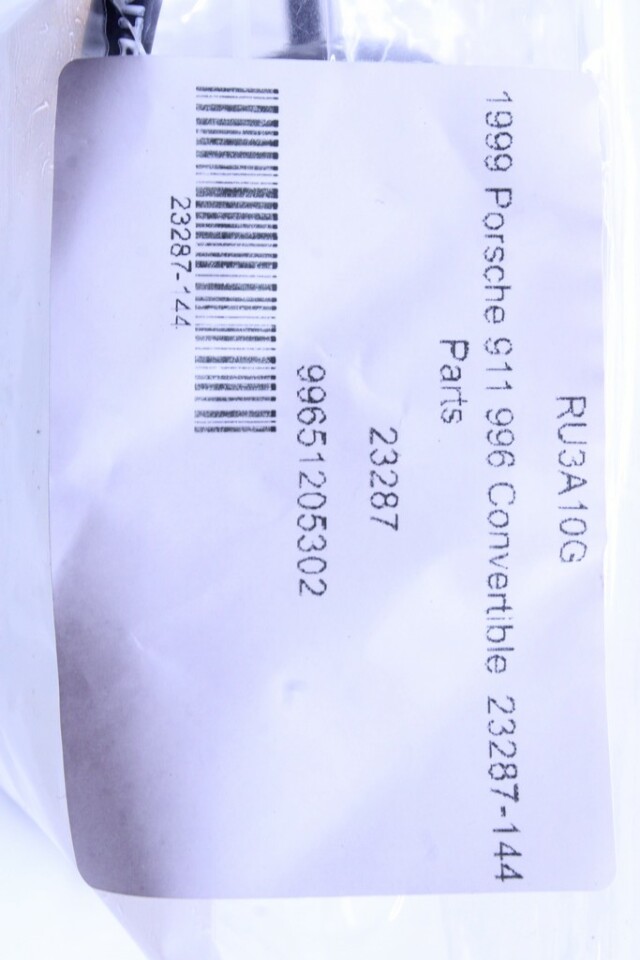 RU3A10G
1999 Porsche 911 996 Convertible 23287-144
Parts
23287
99651205302
23287-144